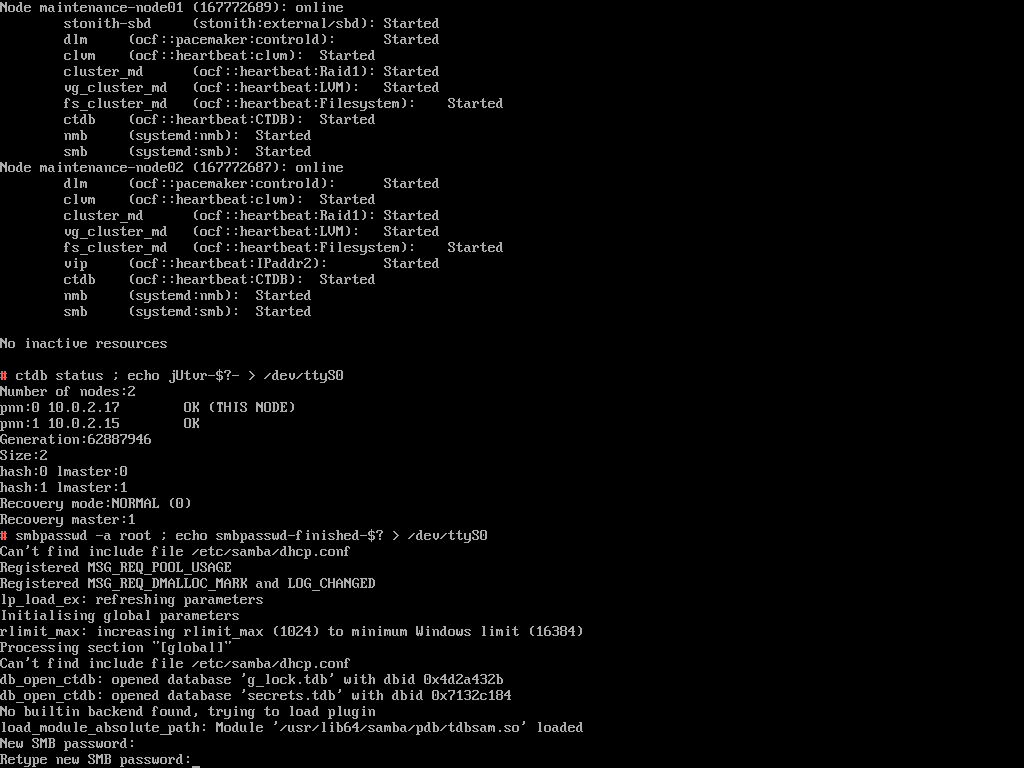 Node maintenance-node01 (167772689): online
        stonith-sbd     (stonith:external/sbd): Started
        dlm     (ocf::pacemaker:controld):      Started
        clvm    (ocf::heartbeat:clvm):  Started
        cluster_md      (ocf::heartbeat:Raid1): Started
        vg_cluster_md   (ocf::heartbeat:LVM):   Started
        fs_cluster_md   (ocf::heartbeat:Filesystem):    Started
        ctdb    (ocf::heartbeat:CTDB):  Started
        nmb     (systemd:nmb):  Started
        smb     (systemd:smb):  Started
Node maintenance-node02 (167772687): online
        dlm     (ocf::pacemaker:controld):      Started
        clvm    (ocf::heartbeat:clvm):  Started
        cluster_md      (ocf::heartbeat:Raid1): Started
        vg_cluster_md   (ocf::heartbeat:LVM):   Started
        fs_cluster_md   (ocf::heartbeat:Filesystem):    Started
        vip     (ocf::heartbeat:IPaddr2):       Started
        ctdb    (ocf::heartbeat:CTDB):  Started
        nmb     (systemd:nmb):  Started
        smb     (systemd:smb):  Started

No inactive resources

# ctdb status ; echo jUtvr-$?- > /dev/ttyS0
Number of nodes:2
pnn:0 10.0.2.17        OK (THIS NODE)
pnn:1 10.0.2.15        OK
Generation:62887946
Size:2
hash:0 lmaster:0
hash:1 lmaster:1
Recovery mode:NORMAL (0)
Recovery master:1
# smbpasswd -a root ; echo smbpasswd-finished-$? > /dev/ttyS0
Can't find include file /etc/samba/dhcp.conf
Registered MSG_REQ_POOL_USAGE
Registered MSG_REQ_DMALLOC_MARK and LOG_CHANGED
lp_load_ex: refreshing parameters
Initialising global parameters
rlimit_max: increasing rlimit_max (1024) to minimum Windows limit (16384)
Processing section "[global]"
Can't find include file /etc/samba/dhcp.conf
db_open_ctdb: opened database 'g_lock.tdb' with dbid 0x4d2a432b
db_open_ctdb: opened database 'secrets.tdb' with dbid 0x7132c184
No builtin backend found, trying to load plugin
load_module_absolute_path: Module '/usr/lib64/samba/pdb/tdbsam.so' loaded
New SMB password:
Retype new SMB password:_